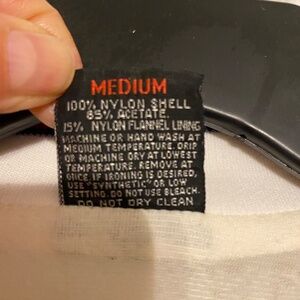 MEDIUM
100% NYLON SHELL
85% ACETATE
15% NYLON FLANNEL LINING
MACHINE OR HAND WASH AT
MEDIUM TEMPERATURE. DRIP
OR MACHINE DRY AT LOWEST
TEMPERATURE. REMOVE AT
ONCE. IF IRONING IS DESIRED,
USE "SYNTHETIC" OR LOW
SETTING. DO NOT USE BLEACH.
DO NOT DRY CLEAN